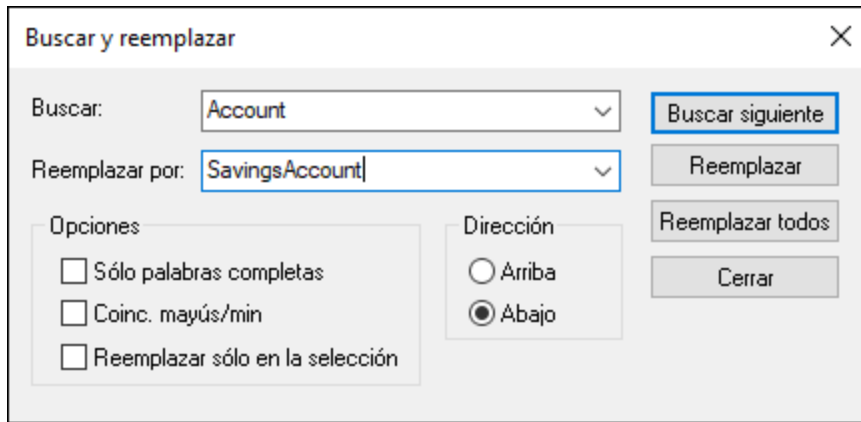 Buscar y reemplazar
Buscar: Account
Buscar siguiente
Reemplazar por: SavingsAccount
Reemplazar
Reemplazar todos
Cerrar
Opciones
Sólo palabras completas
Coinc. mayús/min
Reemplazar sólo en la selección
Dirección
Arriba
Abajo